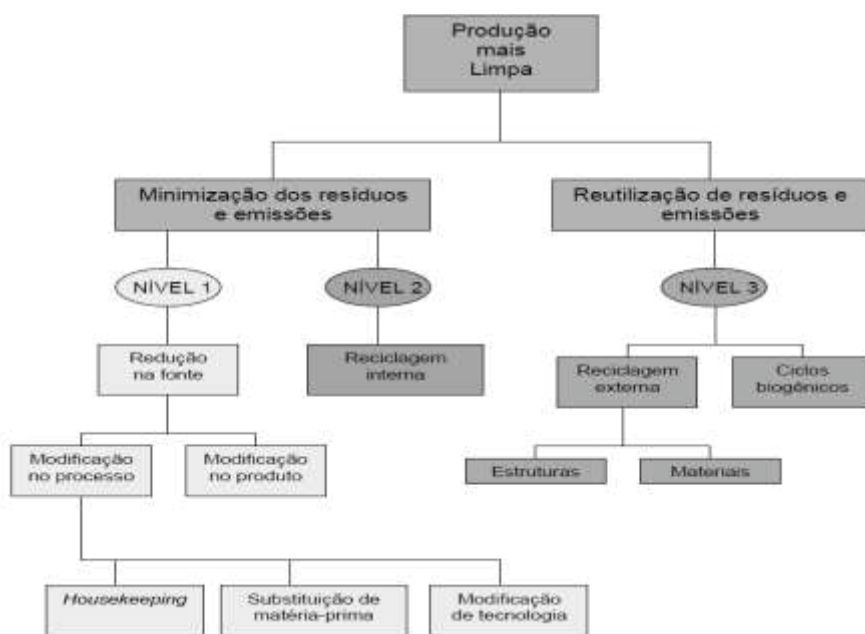 Produção
mais
Limpa
Minimização dos resíduos
e emissões
Reutilização de resíduos e
emissões
NÍVEL 1
NÍVEL 2
NÍVEL 3
Redução
na fonte
Reciclagem
interna
Reciclagem
externa
Ciclos
biogênicos
Modificação
no processo
Modificação
no produto
Estruturas
Materiais
Housekeeping
Substituição de
matéria-prima
Modificação
de tecnologia